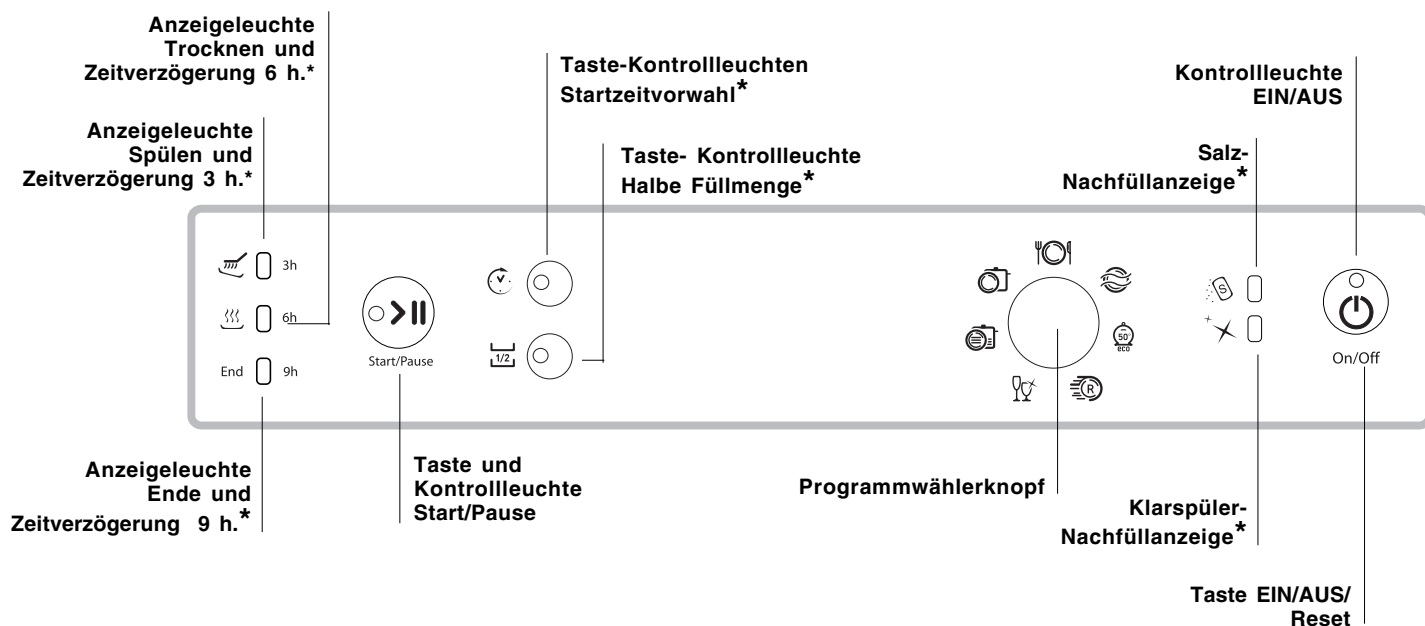 Anzeigeleuchte
Trocknen und
Zeitverzögerung 6 h.*
Anzeigeleuchte
Spülen und
Zeitverzögerung 3 h.*
Taste-Kontrollleuchten
Startzeitvorwahl*
Taste- Kontrollleuchte
Halbe Füllmenge*
Kontrollleuchte
EIN/AUS
Salz-
Nachfüllanzeige*
3h
6h
End 9h
Start/Pause
1/2
50°
eco
R
S
On/Off
Anzeigeleuchte
Ende und
Zeitverzögerung 9 h.*
Taste und
Kontrollleuchte
Start/Pause
Programmwählerknopf
Klarspüler-
Nachfüllanzeige*
Taste EIN/AUS/
Reset